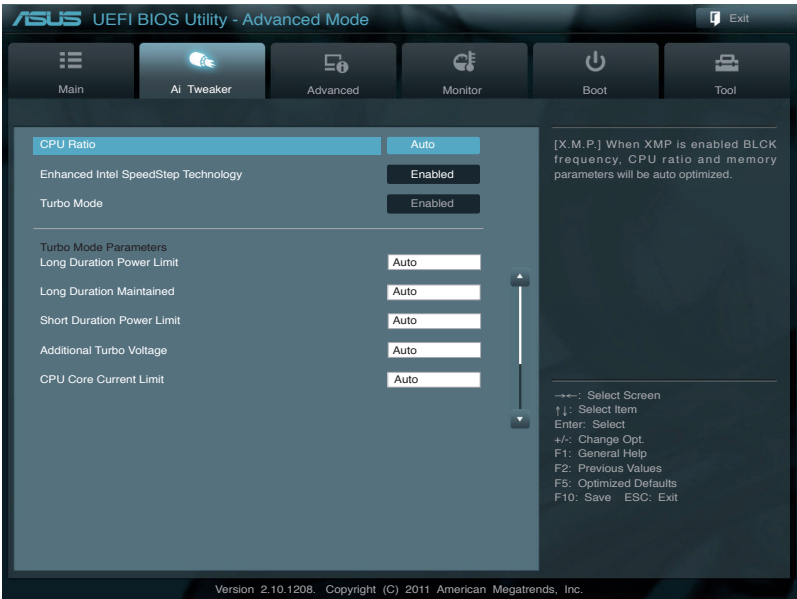 ASUS UEFI BIOS Utility - Advanced Mode
Exit
Main
Ai Tweaker
Advanced
Monitor
Boot
Tool
CPU Ratio Auto
Enhanced Intel SpeedStep Technology Enabled
Turbo Mode Enabled
Turbo Mode Parameters
Long Duration Power Limit Auto
Long Duration Maintained Auto
Short Duration Power Limit Auto
Additional Turbo Voltage Auto
CPU Core Current Limit Auto
[X.M.P.] When XMP is enabled BLCK
frequency, CPU ratio and memory
parameters will be auto optimized.
→←: Select Screen
↑↓: Select Item
Enter: Select
+/-: Change Opt.
F1: General Help
F2: Previous Values
F5: Optimized Defaults
F10: Save ESC: Exit
Version 2.10.1208. Copyright (C) 2011 American Megatrends, Inc.